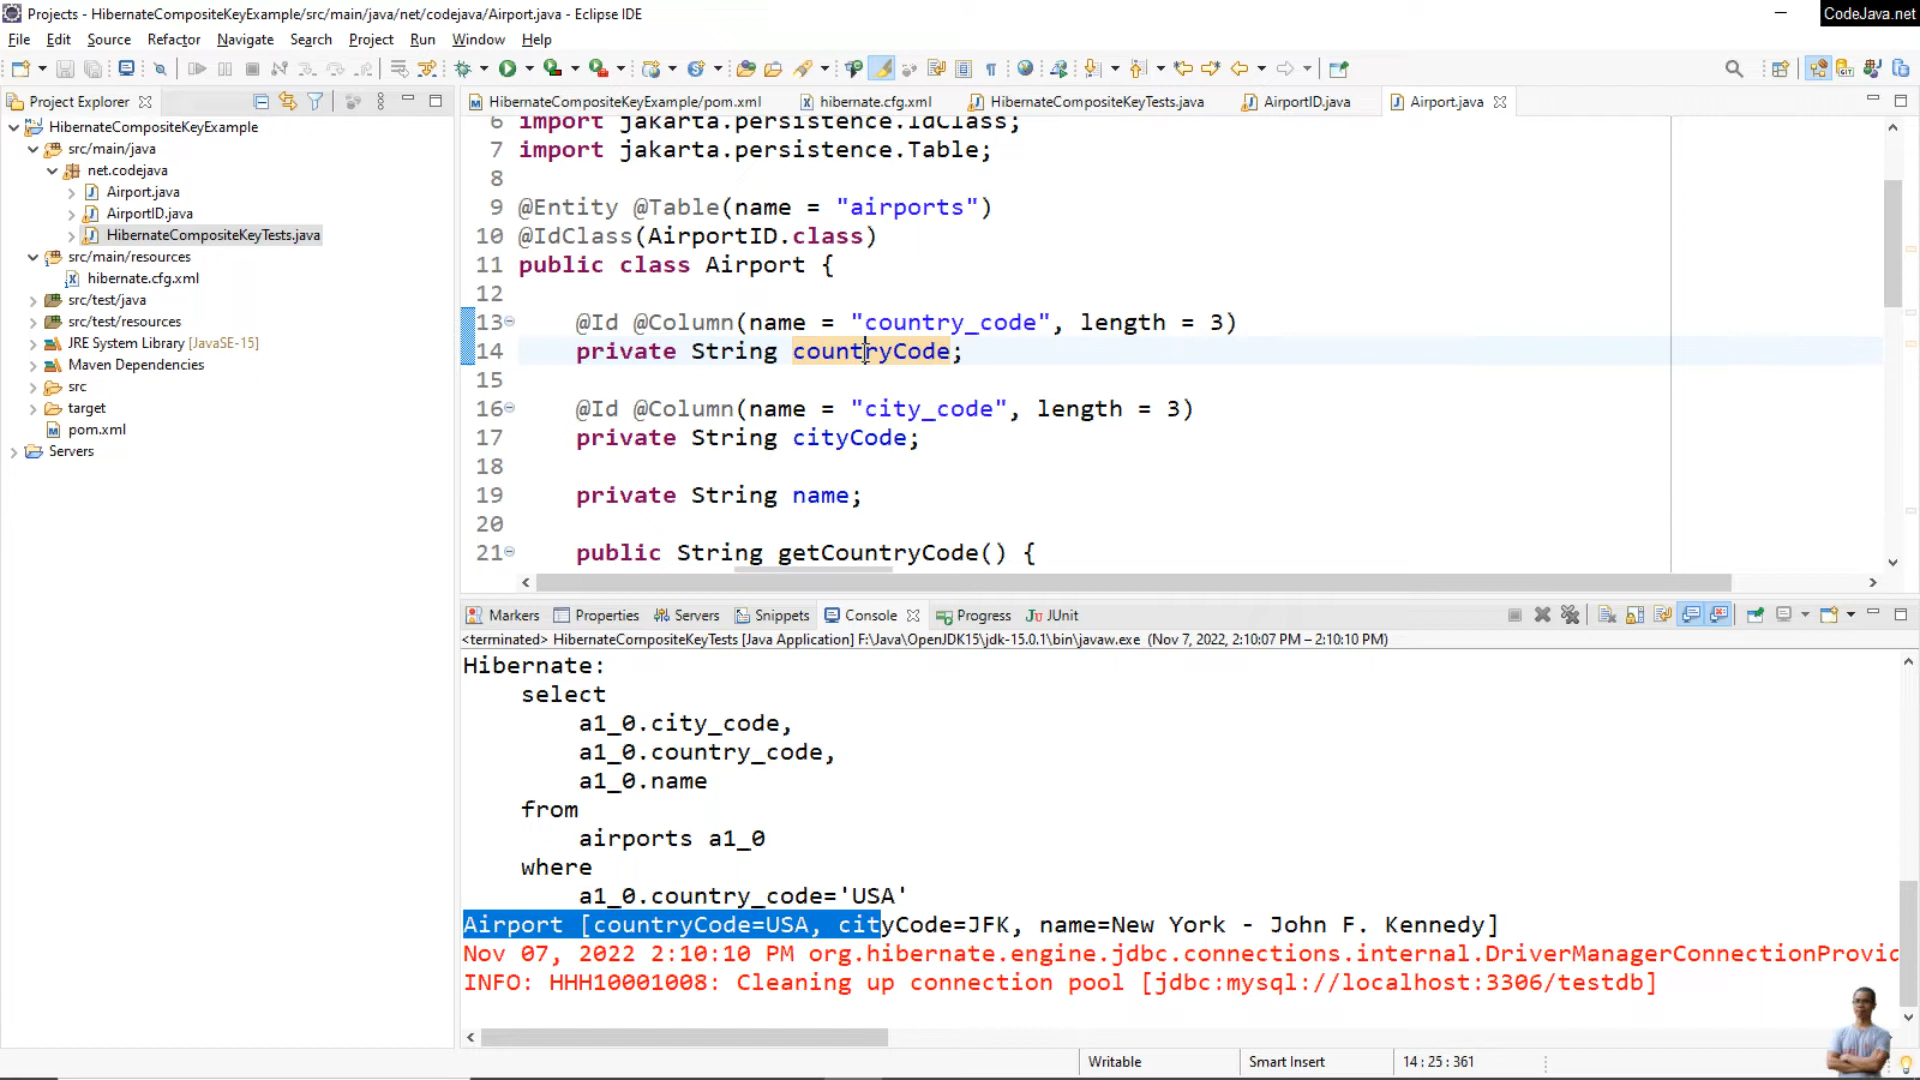 Projects - HibernateCompositeKeyExample/src/main/java/net/codejava/Airport.java - Eclipse IDE
CodeJava.net
File Edit Source Refactor Navigate Search Project Run Window Help
Project Explorer
HibernateCompositeKeyExample
src/main/java
net.codejava
Airport.java
AirportID.java
HibernateCompositeKeyTests.java
src/main/resources
hibernate.cfg.xml
src/test/java
src/test/resources
JRE System Library [JavaSE-15]
Maven Dependencies
src
target
pom.xml
Servers
HibernateCompositeKeyExample/pom.xml hibernate.cfg.xml HibernateCompositeKeyTests.java AirportID.java Airport.java
6 import jakarta.persistence.IdClass;
7 import jakarta.persistence.Table;
8
9 @Entity @Table(name = "airports")
10 @IdClass(AirportID.class)
11 public class Airport {
12
13 @Id @Column(name = "country_code", length = 3)
14 private String countryCode;
15
16 @Id @Column(name = "city_code", length = 3)
17 private String cityCode;
18
19 private String name;
20
21 public String getCountryCode() {
Markers Properties Servers Snippets Console Progress JUnit
<terminated> HibernateCompositeKeyTests [Java Application] F:\Java\OpenJDK15\jdk-15.0.1\bin\javaw.exe (Nov 7, 2022, 2:10:07 PM – 2:10:10 PM)
Hibernate:
select
a1_0.city_code,
a1_0.country_code,
a1_0.name
from
airports a1_0
where
a1_0.country_code='USA'
Airport [countryCode=USA, cityCode=JFK, name=New York - John F. Kennedy]
Nov 07, 2022 2:10:10 PM org.hibernate.engine.jdbc.connections.internal.DriverManagerConnectionProvid
INFO: HHH10001008: Cleaning up connection pool [jdbc:mysql://localhost:3306/testdb]
Writable Smart Insert 14 : 25 : 361